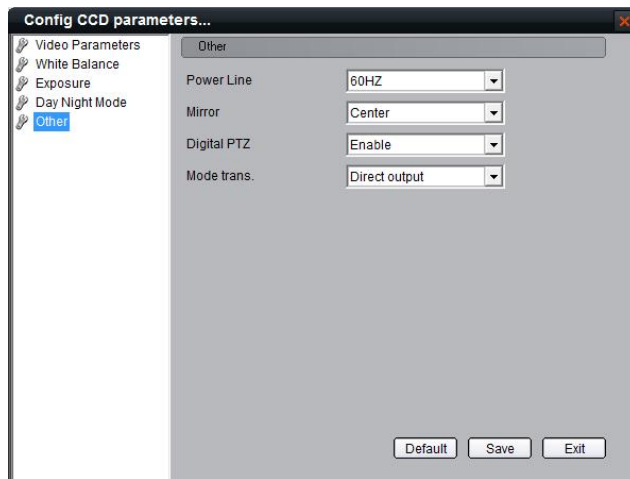 Config CCD parameters...
Video Parameters
White Balance
Exposure
Day Night Mode
Other
Other
Power Line 60HZ
Mirror Center
Digital PTZ Enable
Mode trans. Direct output
Default Save Exit